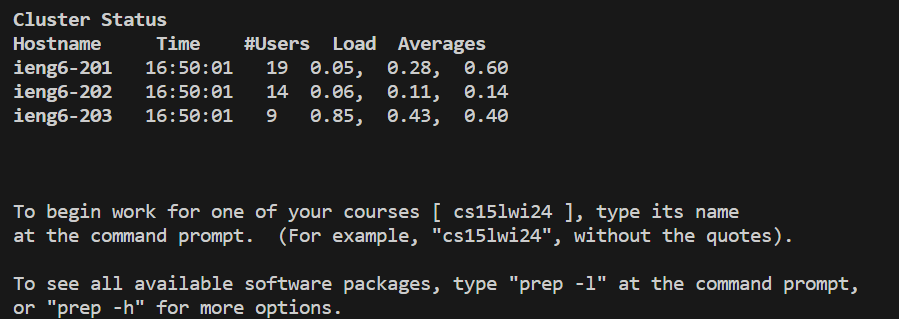 Cluster Status
Hostname     Time    #Users  Load  Averages
ieng6-201   16:50:01   19  0.05,  0.28,  0.60
ieng6-202   16:50:01   14  0.06,  0.11,  0.14
ieng6-203   16:50:01   9   0.85,  0.43,  0.40
To begin work for one of your courses [ cs15lwi24 ], type its name
at the command prompt.  (For example, "cs15lwi24", without the quotes).
To see all available software packages, type "prep -l" at the command prompt,
or "prep -h" for more options.